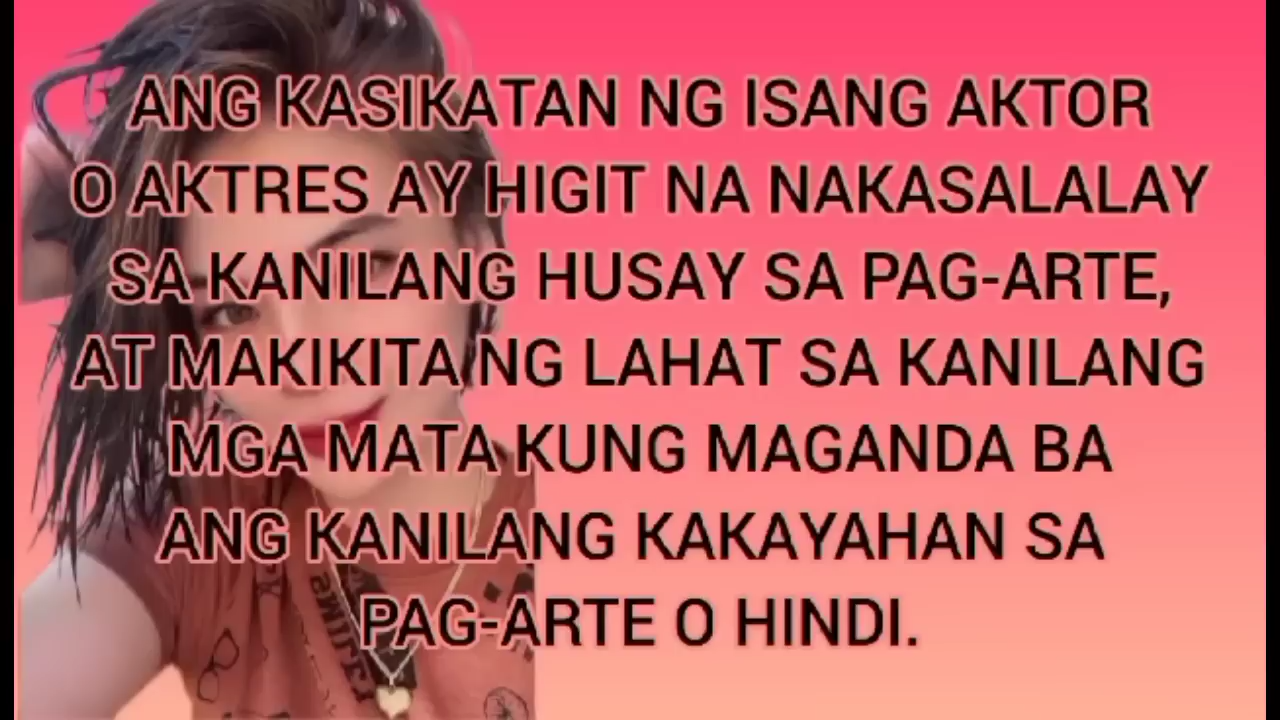 ANG KASIKATAN NG ISANG AKTOR
O AKTRES AY HIGIT NA NAKASALALAY
SA KANILANG HUSAY SA PAG-ARTE,
AT MAKIKITA NG LAHAT SA KANILANG
MGA MATA KUNG MAGANDA BA
ANG KANILANG KAKAYAHAN SA
PAG-ARTE O HINDI.